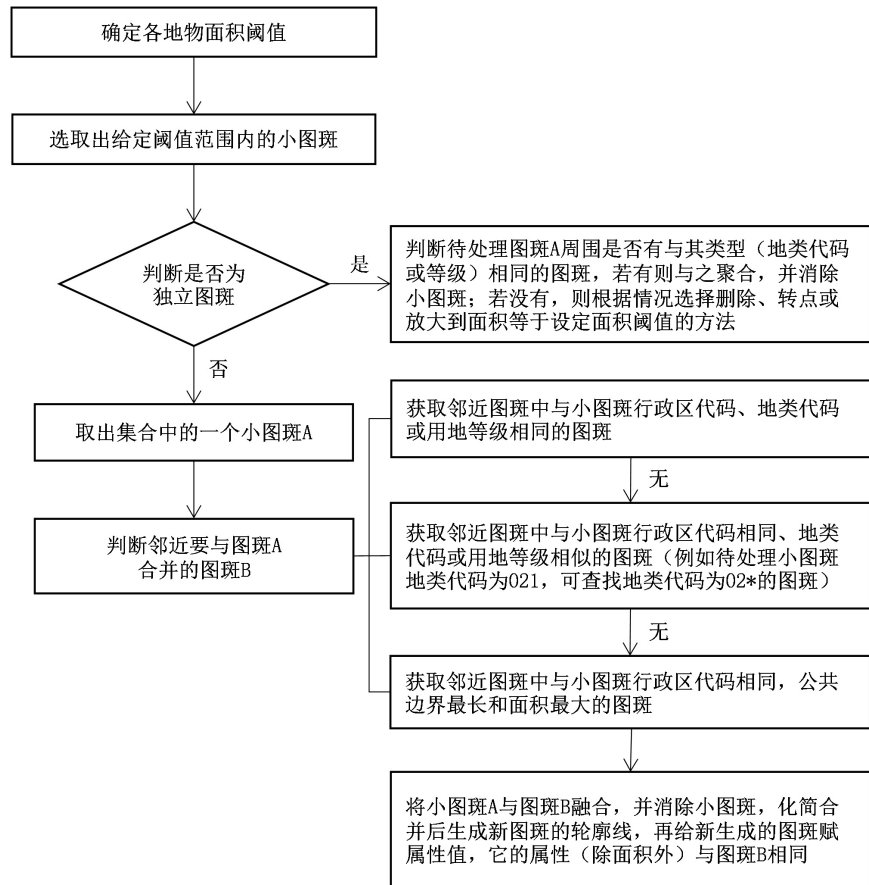 确定各地物面积阈值
选取出给定阈值范围内的小图斑
判断是否为
独立图斑
是
判断待处理图斑A周围是否有与其类型（地类代码
或等级）相同的图斑，若有则与之聚合，并消除
小图斑；若没有，则根据情况选择删除、转点或
放大到面积等于设定面积阈值的方法
否
取出集合中的一个小图斑A
获取邻近图斑中与小图斑行政区代码、地类代码
或用地等级相同的图斑
无
判断邻近要与图斑A
合并的图斑B
获取邻近图斑中与小图斑行政区代码相同、地类
代码或用地等级相似的图斑（例如待处理小图斑
地类代码为021，可查找地类代码为02*的图斑）
无
获取邻近图斑中与小图斑行政区代码相同，公共
边界最长和面积最大的图斑
将小图斑A与图斑B融合，并消除小图斑，化简合
并后生成新图斑的轮廓线，再给新生成的图斑赋
属性值，它的属性（除面积外）与图斑B相同